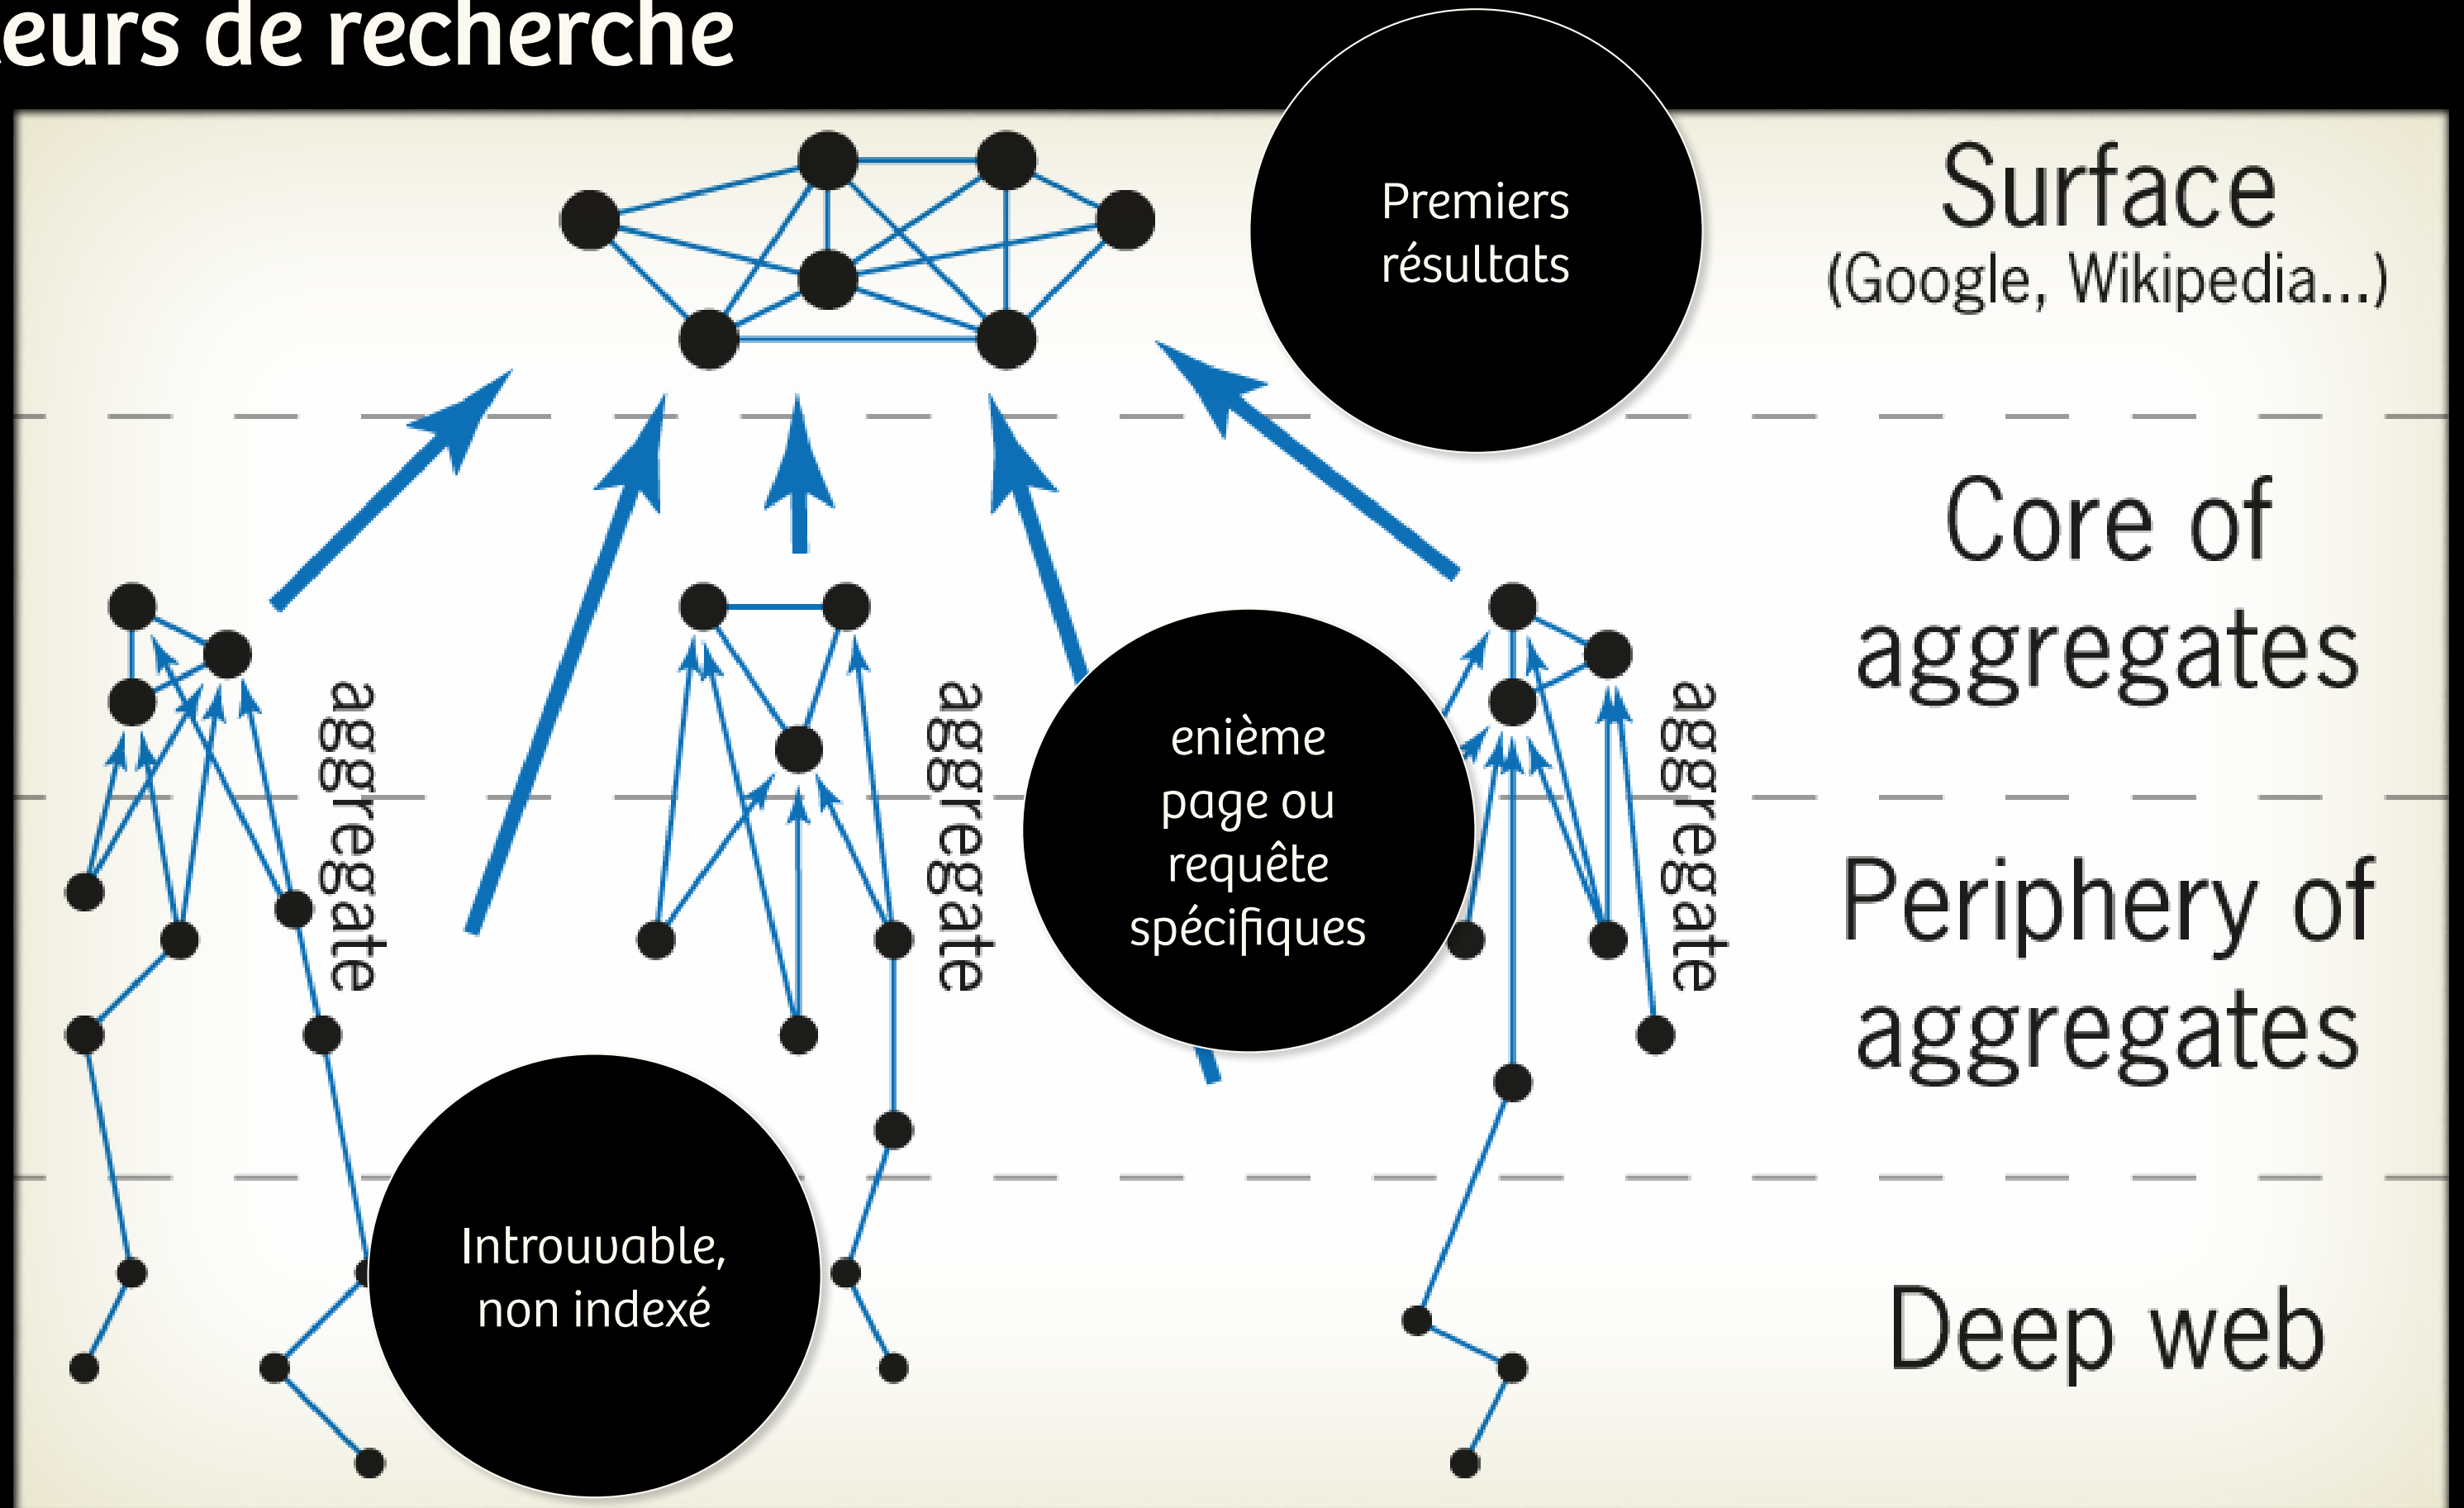 eurs de recherche
Premiers
résultats
Surface
(Google, Wikipedia...)
Core of
aggregates
aggregate
aggregate
enième
page ou
requête
spécifiques
aggregate
Periphery of
aggregates
Introuvable,
non indexé
Deep web